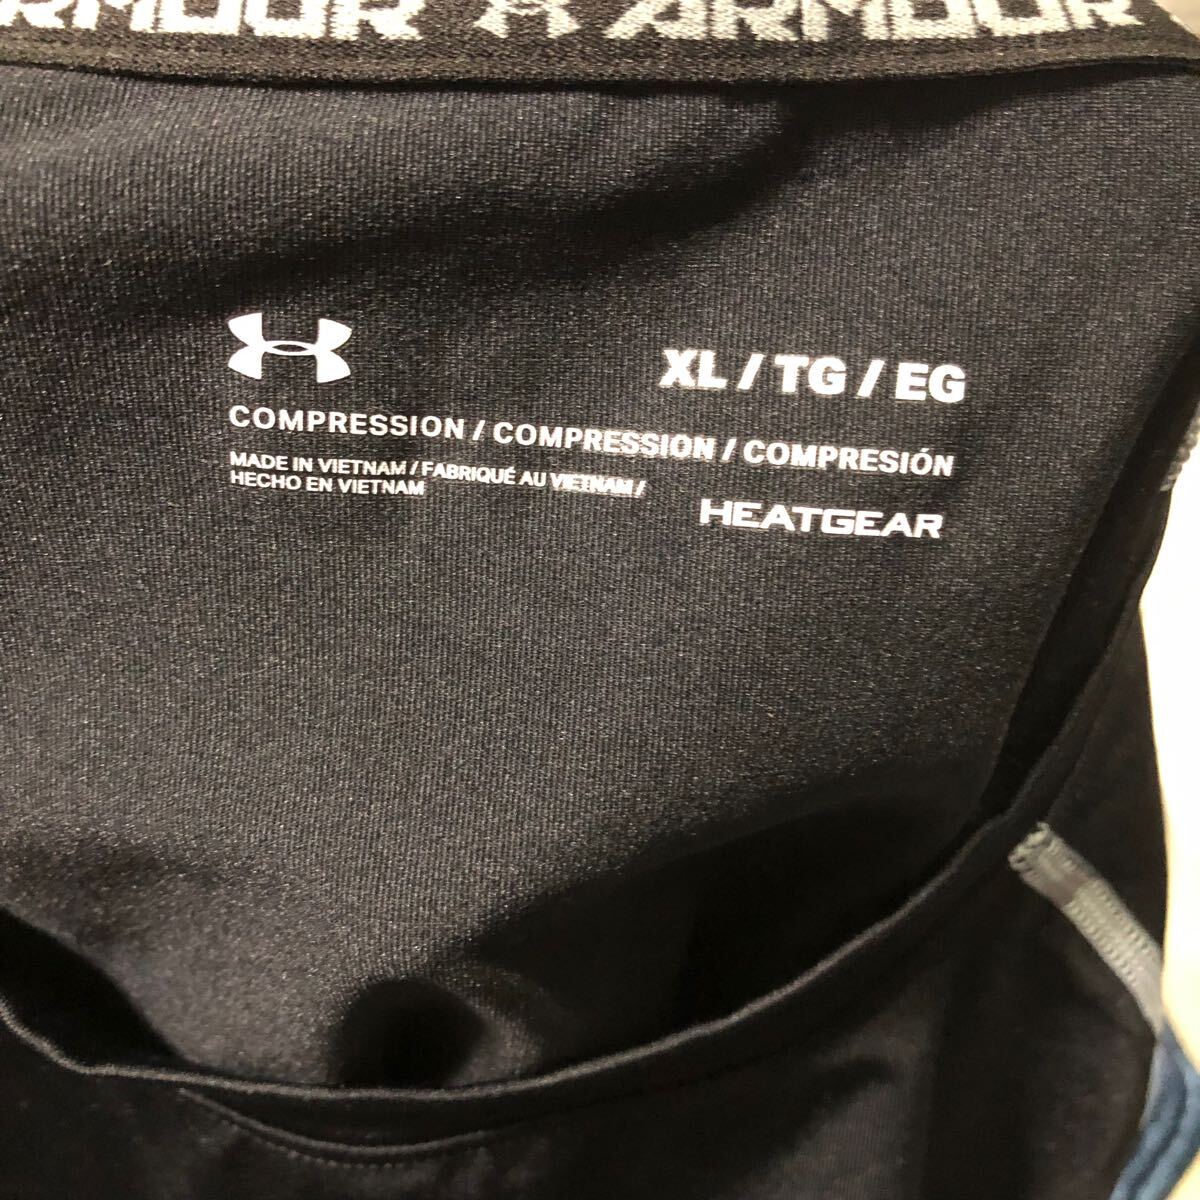 ARMOUR ARMOUR
XL / TG / EG
COMPRESSION / COMPRESSION / COMPRESIÓN
MADE IN VIETNAM / FABRIQUÉ AU VIETNAM /
HECHO EN VIETNAM
HEATGEAR